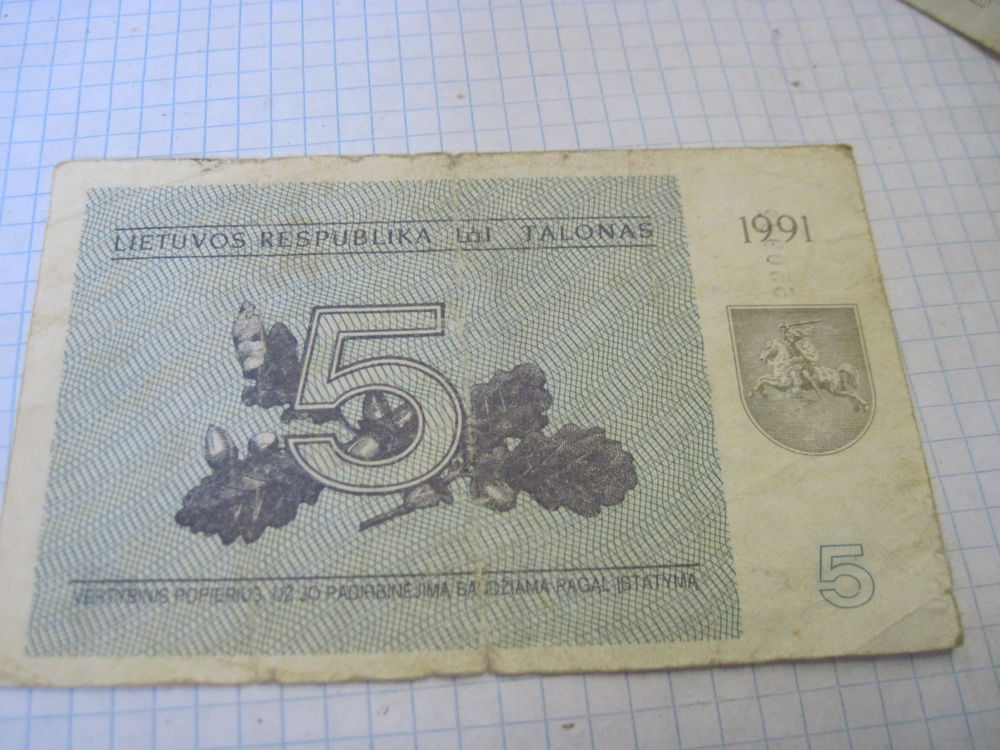 LIETUVOS RESPUBLIKA TALONAS
1991
5
VERTYBINIS POPIERIUS. UŽ JO PADIRBINĖJIMĄ BAUDŽIAMA PAGAL ĮSTATYMĄ
5